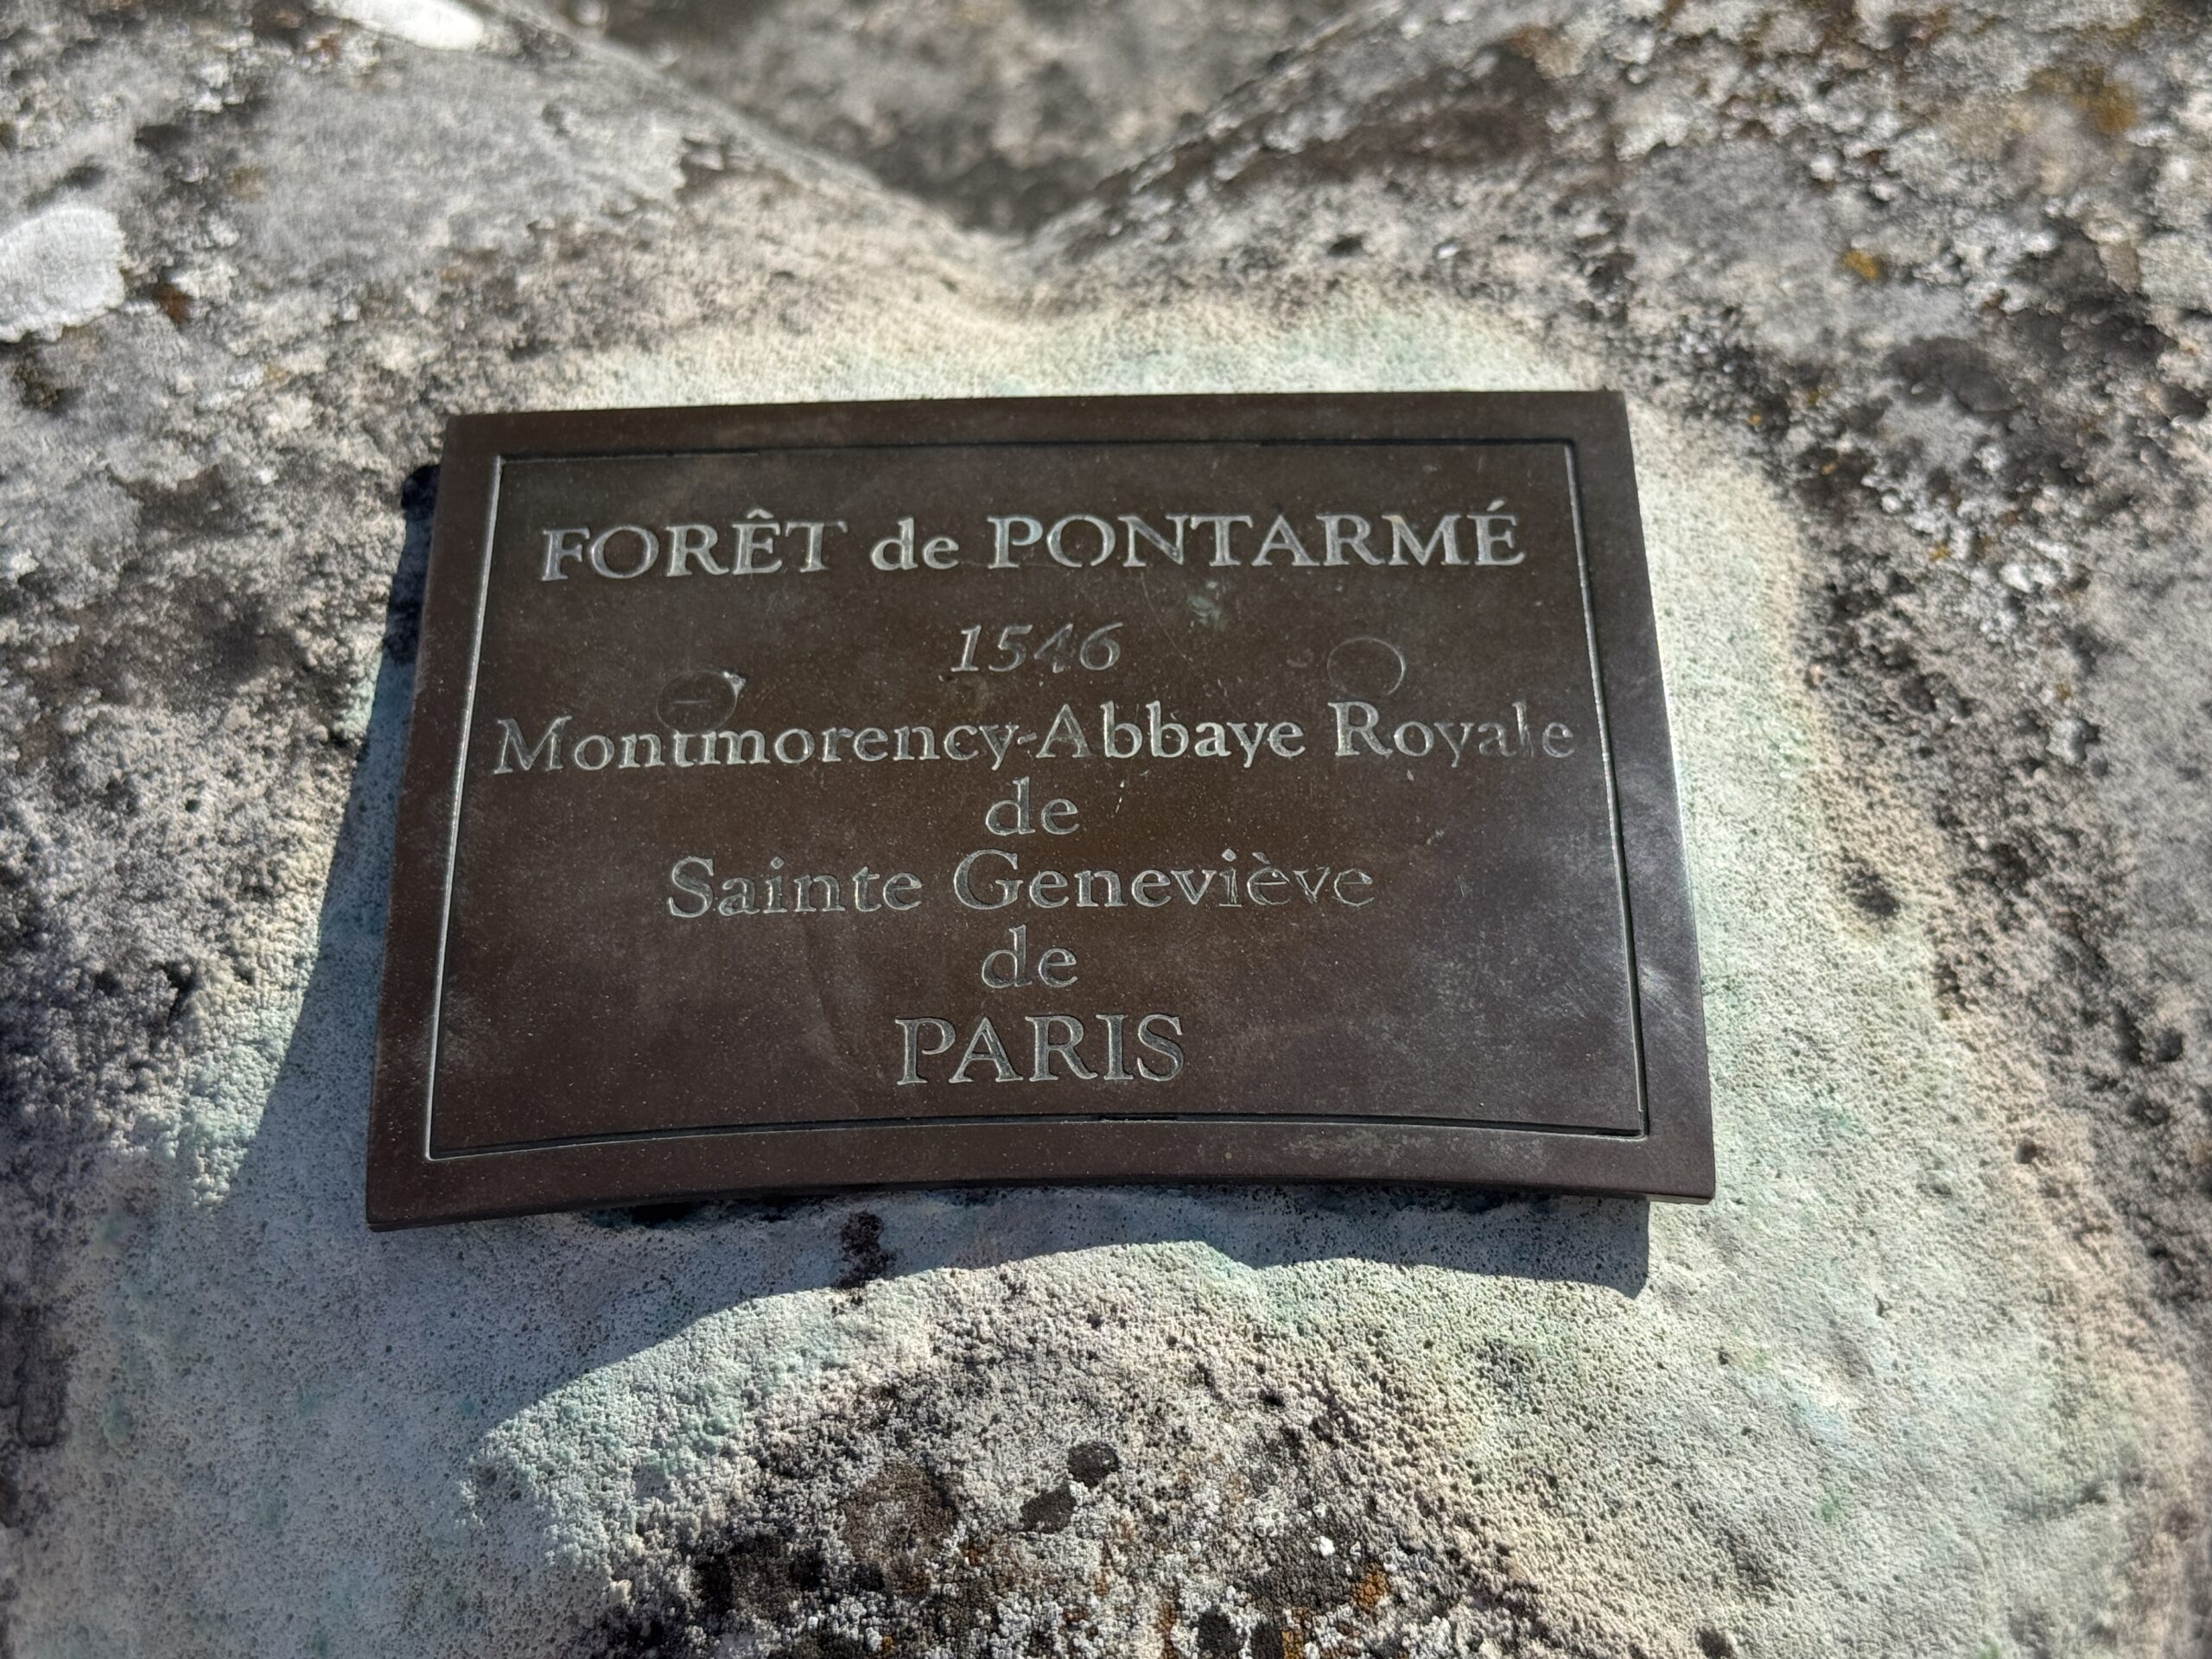 FORÊT de PONTARMÉ
1546
Montmorency-Abbaye Royale
de
Sainte Geneviève
de
PARIS